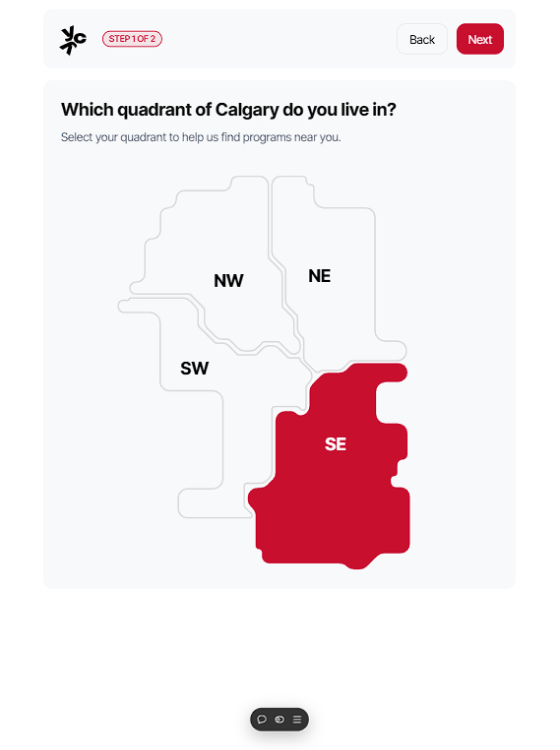 YYC
STEP 1 OF 2
Back
Next
Which quadrant of Calgary do you live in?
Select your quadrant to help us find programs near you.
NW
NE
SW
SE